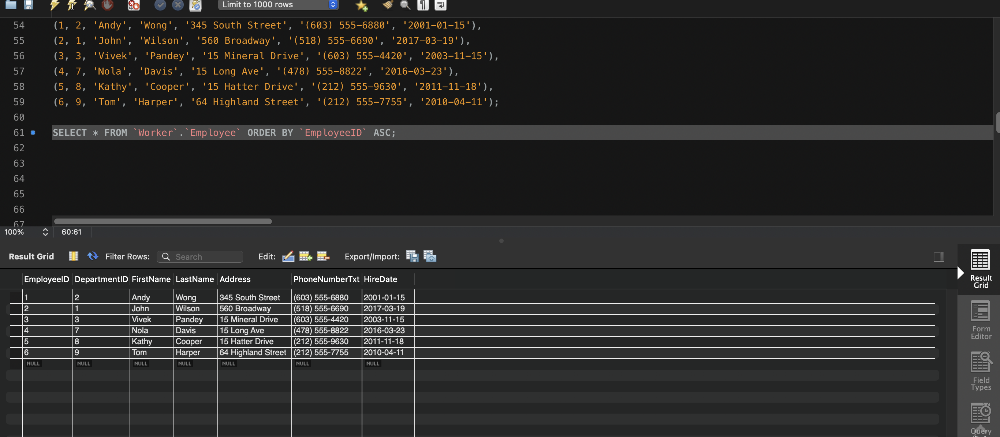 Limit to 1000 rows
54 (1, 2, 'Andy', 'Wong', '345 South Street', '(603) 555-6880', '2001-01-15'),
55 (2, 1, 'John', 'Wilson', '560 Broadway', '(518) 555-6690', '2017-03-19'),
56 (3, 3, 'Vivek', 'Pandey', '15 Mineral Drive', '(603) 555-4420', '2003-11-15'),
57 (4, 7, 'Nola', 'Davis', '15 Long Ave', '(478) 555-8822', '2016-03-23'),
58 (5, 8, 'Kathy', 'Cooper', '15 Hatter Drive', '(212) 555-9630', '2011-11-18'),
59 (6, 9, 'Tom', 'Harper', '64 Highland Street', '(212) 555-7755', '2010-04-11');
60
61 SELECT * FROM `Worker`.`Employee` ORDER BY `EmployeeID` ASC;
62
63
64
65
66
67
100% 60:61
Result Grid Filter Rows: Search Edit: Export/Import:
EmployeeID DepartmentID FirstName LastName Address PhoneNumberTxt HireDate
1 2 Andy Wong 345 South Street (603) 555-6880 2001-01-15
2 1 John Wilson 560 Broadway (518) 555-6690 2017-03-19
3 3 Vivek Pandey 15 Mineral Drive (603) 555-4420 2003-11-15
4 7 Nola Davis 15 Long Ave (478) 555-8822 2016-03-23
5 8 Kathy Cooper 15 Hatter Drive (212) 555-9630 2011-11-18
6 9 Tom Harper 64 Highland Street (212) 555-7755 2010-04-11
NULL NULL NULL NULL NULL NULL NULL
Result
Grid
Form
Editor
Field
Types
Query